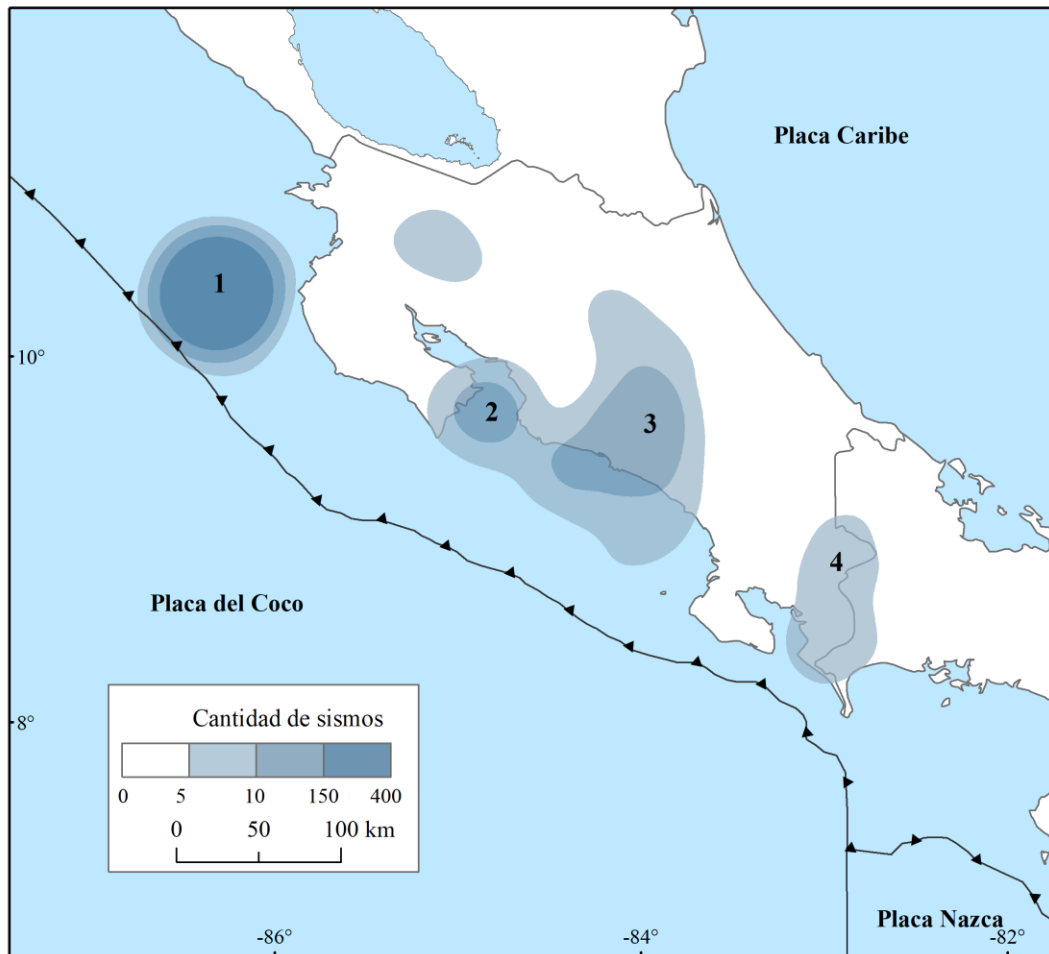 Placa Caribe
1
10°
2
3
4
Placa del Coco
Cantidad de sismos
8°
0 5 10 150 400
0 50 100 km
Placa Nazca
-86° -84° -82°